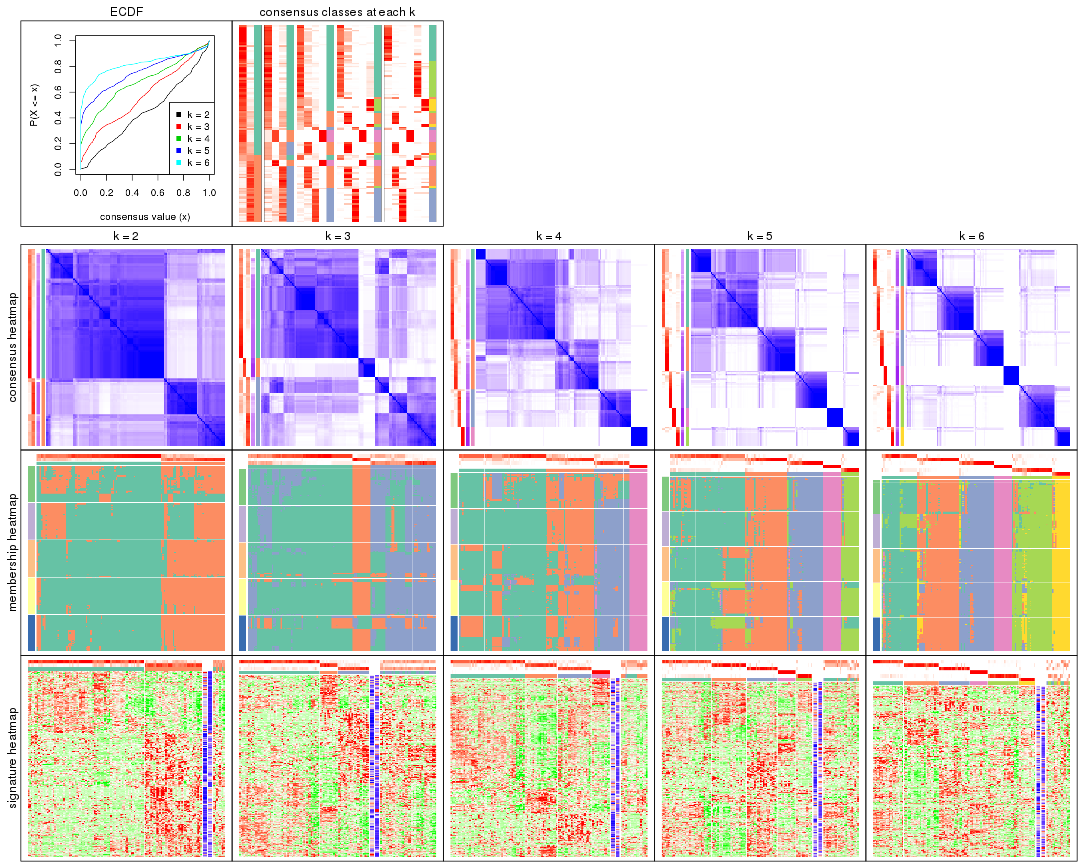 ECDF
consensus classes at each k
P(X <= x)
0.0 0.2 0.4 0.6 0.8 1.0
k = 2
k = 3
k = 4
k = 5
k = 6
0.0 0.2 0.4 0.6 0.8 1.0
consensus value (x)
k = 2
k = 3
k = 4
k = 5
k = 6
consensus heatmap
membership heatmap
signature heatmap